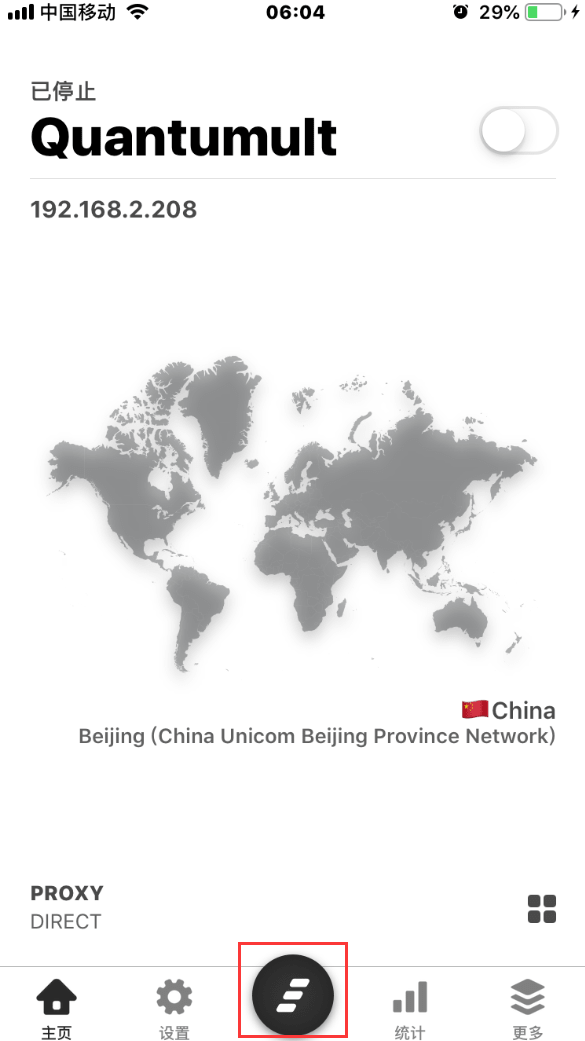 中国移动 06:04 29%
已停止
Quantumult
192.168.2.208
China
Beijing (China Unicom Beijing Province Network)
PROXY
DIRECT
主页 设置 统计 更多